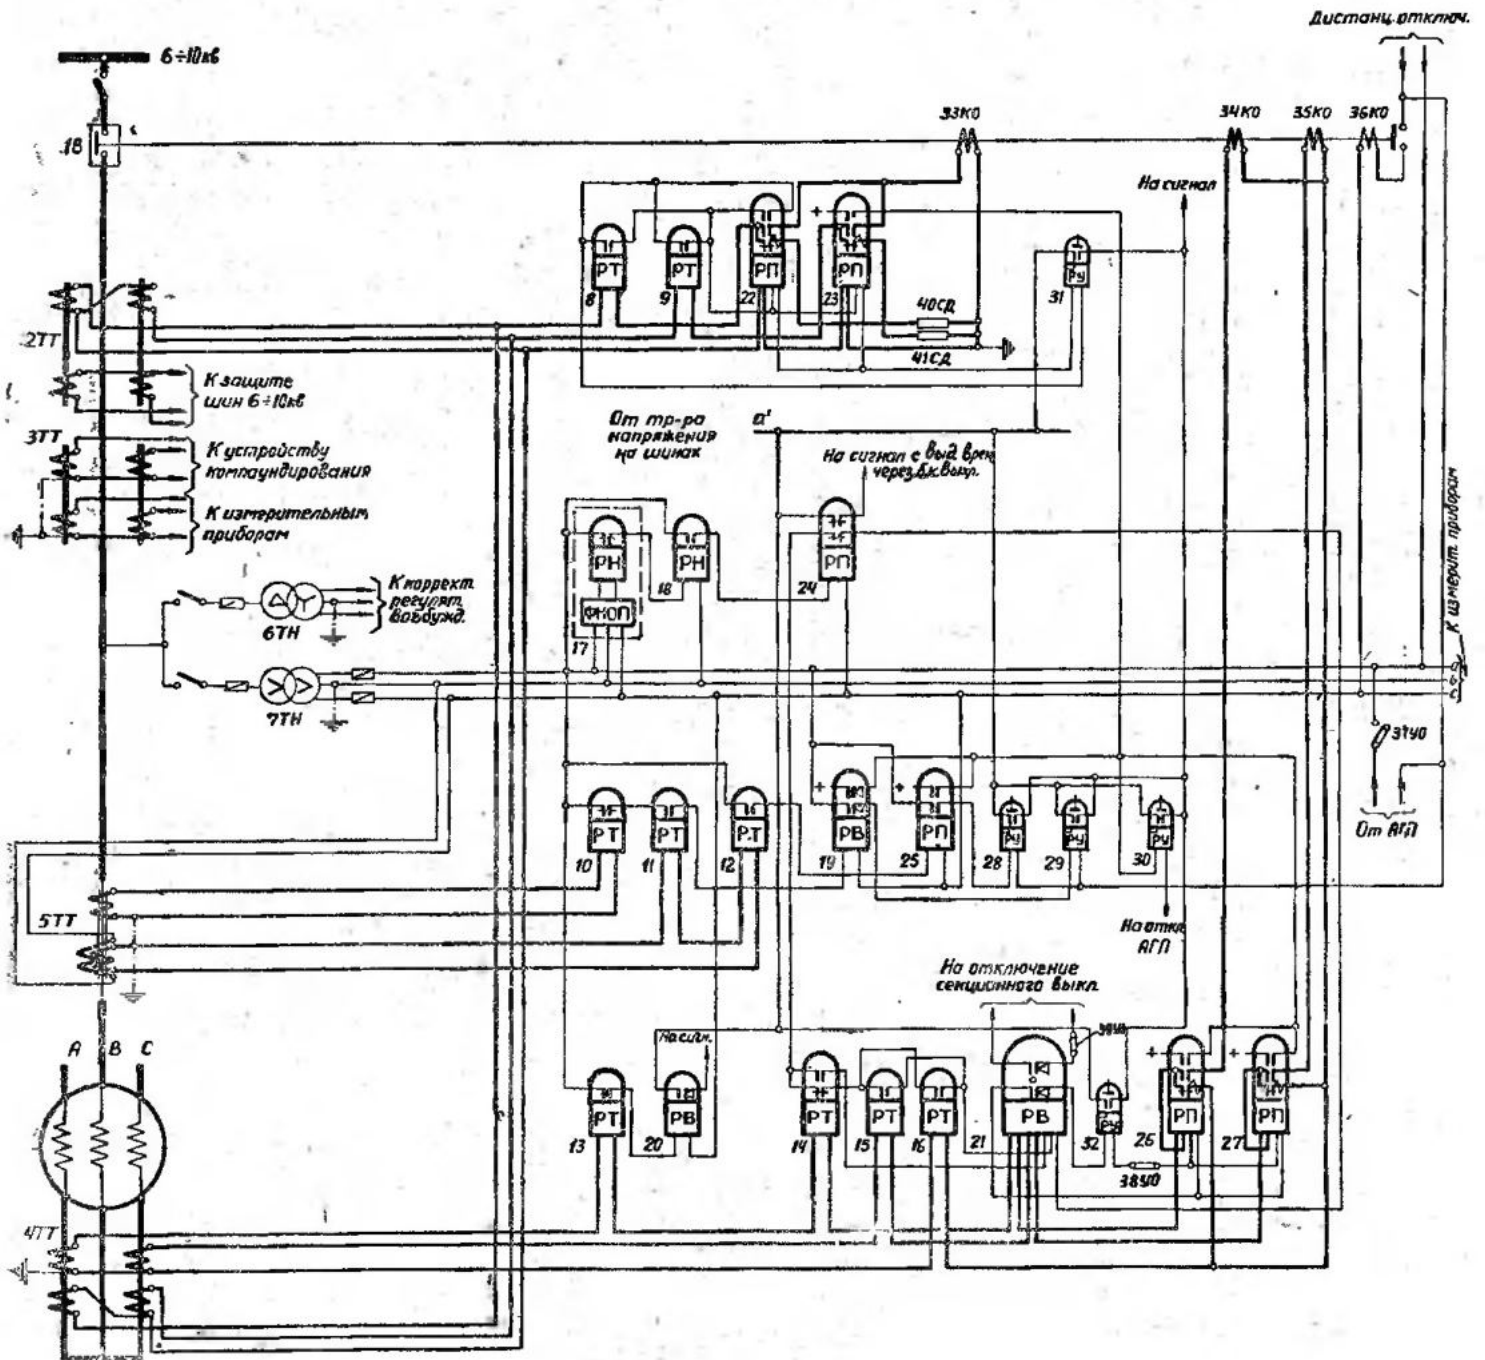 Дистанц. отключ.
6÷10кв
33КО
34КО
35КО
36КО
1В
На сигнал
+
РТ
РТ
РП
РП
РУ
8
9
22
23
31
40СД
41СД
2ТТ
К защите
шин 6÷10кв
3ТТ
К устройству
компаундирования
К измерительным
приборам
От тр-ра
напряжения
на шинах
а'
На сигнал с выд. врем.
через б.к. выкл.
РН
РН
РП
18
24
ФНОП
17
К коррект.
регулят.
возбужд.
6ТН
7ТН
К измерит. приборам
37УО
От АГП
+
+
РТ
РТ
РТ
РВ
РП
РУ
РУ
РУ
10
11
12
19
25
28
29
30
5ТТ
На откл.
АГП
На отключение
секционного выкл.
39УО
А
В
С
На сигн.
+
+
РТ
РВ
РТ
РТ
РТ
РВ
РУ
РП
РП
13
20
14
15
16
21
32
26
27
38УО
4ТТ